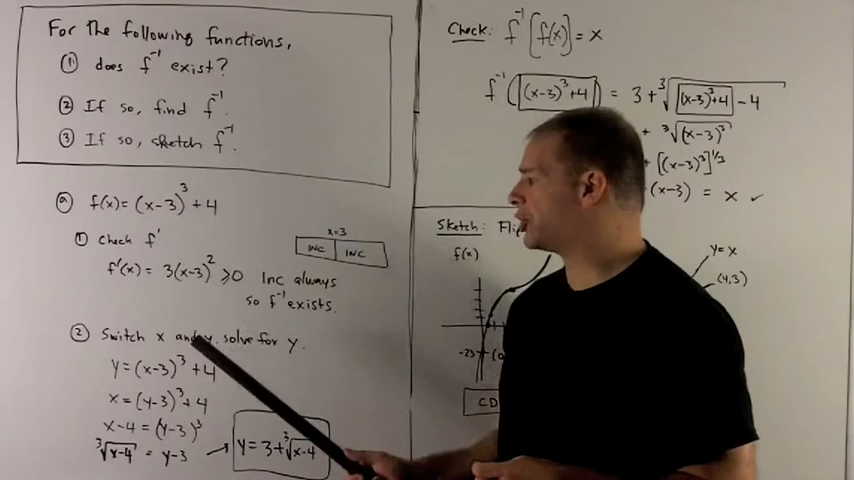 For the following functions,
① does f⁻¹ exist?
② If so, find f⁻¹.
③ If so, sketch f⁻¹.
ⓐ f(x) = (x-3)³ + 4
① Check f'
x=3
INC INC
f'(x) = 3(x-3)² ≥ 0 Inc always
so f⁻¹ exists.
② Switch x and y, solve for y.
y = (x-3)³ + 4
x = (y-3)³ + 4
x-4 = (y-3)³
∛(x-4) = y-3 → y = 3+∛(x-4)
Check: f⁻¹[f(x)] = x
f⁻¹((x-3)³+4) = 3 + ∛((x-3)³+4 - 4)
+ ∛((x-3)³)
+ [(x-3)³]^(1/3)
(x-3) = x ✓
Sketch:
f(x)
y = x
(4,3)
-23